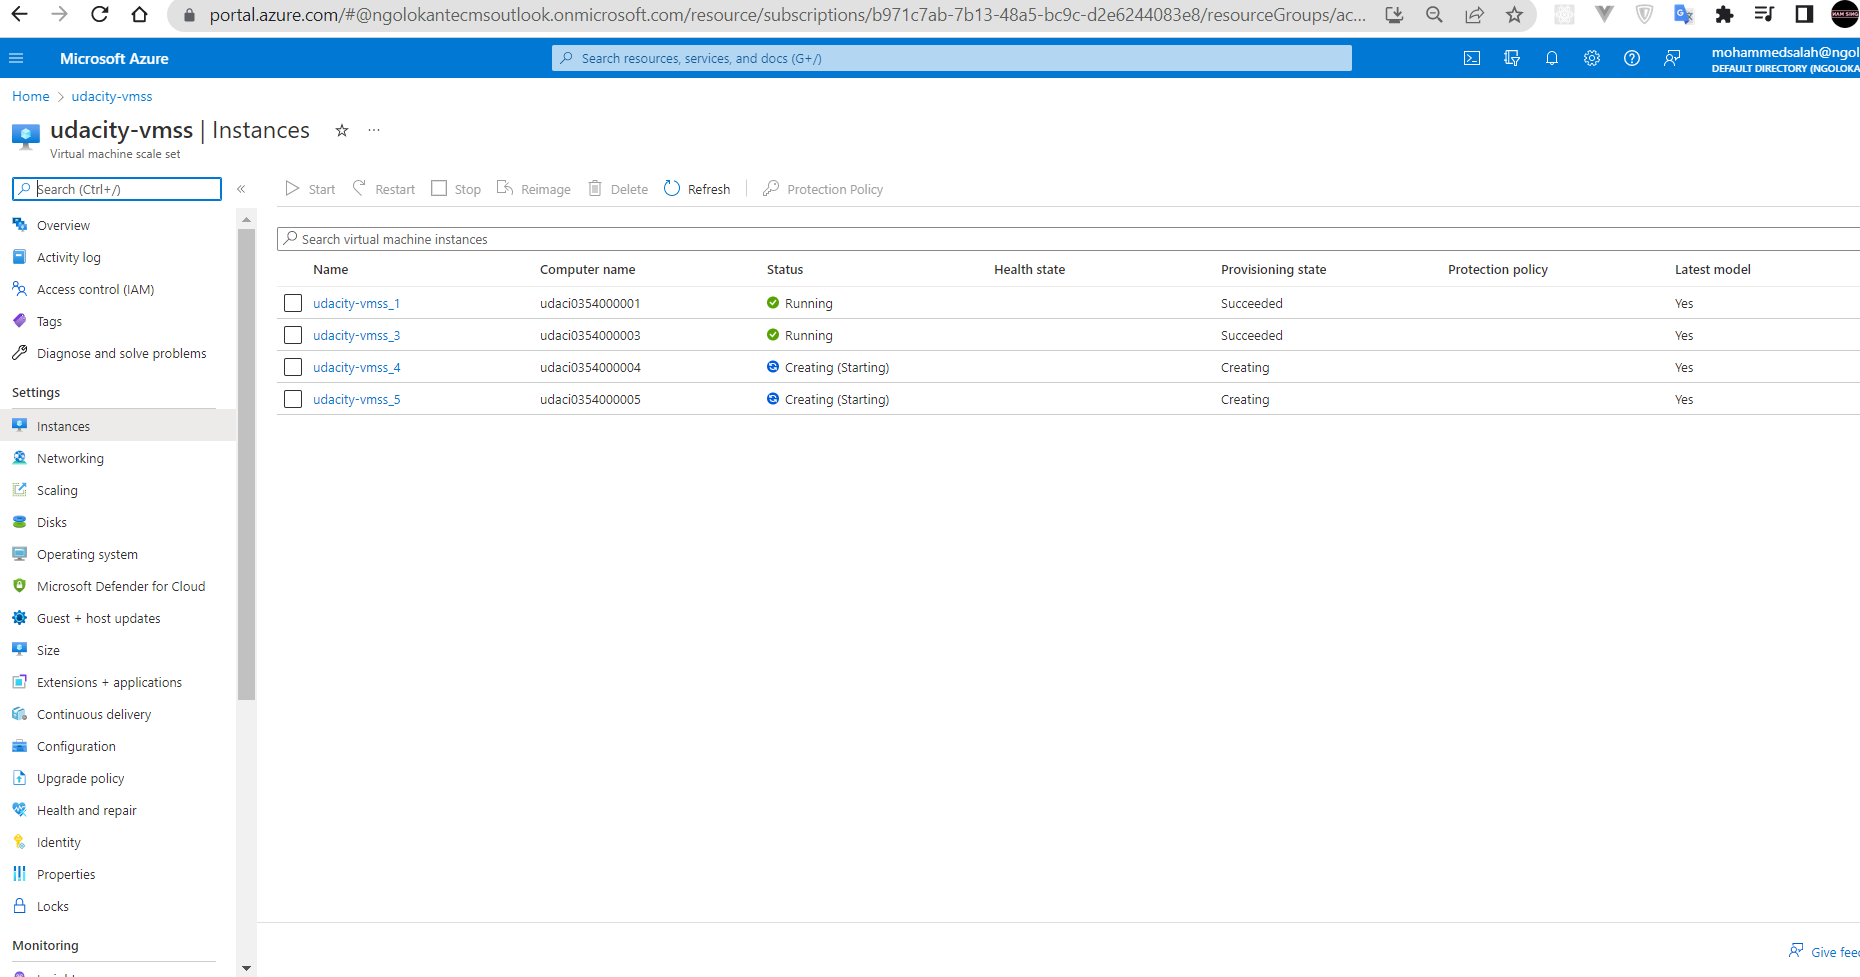 portal.azure.com/#@ngolokantecmsoutlook.onmicrosoft.com/resource/subscriptions/b971c7ab-7b13-48a5-bc9c-d2e6244083e8/resourceGroups/ac...
Microsoft Azure
Search resources, services, and docs (G+/)
mohammedsalah@ngol
DEFAULT DIRECTORY (NGOLOKA
Home > udacity-vmss
udacity-vmss | Instances
Virtual machine scale set
Search (Ctrl+/)
Start Restart Stop Reimage Delete Refresh Protection Policy
Search virtual machine instances
Name Computer name Status Health state Provisioning state Protection policy Latest model
udacity-vmss_1 udaci0354000001 Running Succeeded Yes
udacity-vmss_3 udaci0354000003 Running Succeeded Yes
udacity-vmss_4 udaci0354000004 Creating (Starting) Creating Yes
udacity-vmss_5 udaci0354000005 Creating (Starting) Creating Yes
Overview
Activity log
Access control (IAM)
Tags
Diagnose and solve problems
Settings
Instances
Networking
Scaling
Disks
Operating system
Microsoft Defender for Cloud
Guest + host updates
Size
Extensions + applications
Continuous delivery
Configuration
Upgrade policy
Health and repair
Identity
Properties
Locks
Monitoring
Give fee